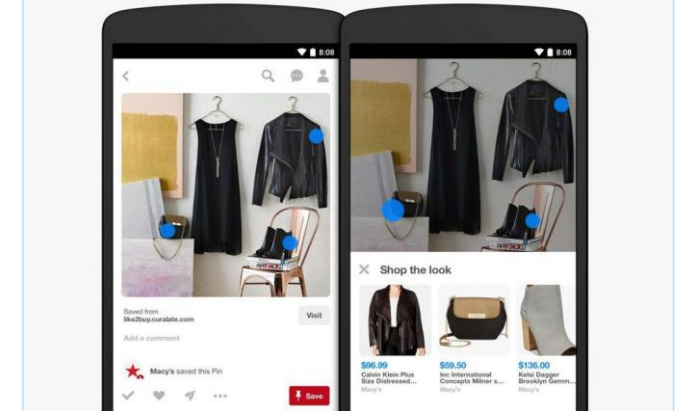 8:08
Saved from
like2buy.curalate.com
Visit
Add a comment
Macy's saved this Pin
Save
8:08
Shop the look
$96.99
Calvin Klein Plus
Size Distressed...
Macy's
$59.50
Inc International
Concepts Milner s...
Macy's
$136.00
Kelsi Dagger
Brooklyn Gemm...
Macy's